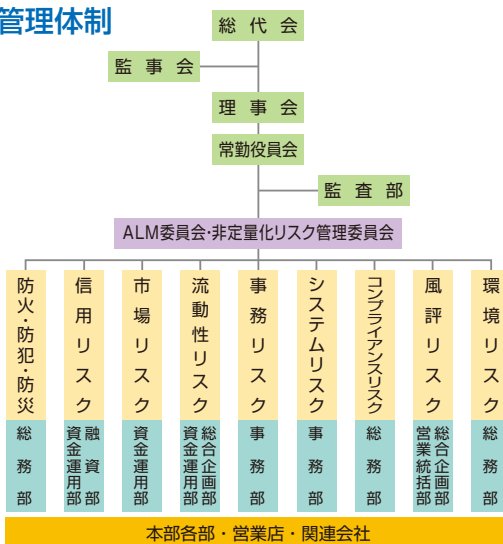 管理体制
総代会
監事会
理事会
常勤役員会
監査部
ALM委員会・非定量化リスク管理委員会
防火・防犯・防災
信用リスク
市場リスク
流動性リスク
事務リスク
システムリスク
コンプライアンスリスク
風評リスク
環境リスク
総務部
融資部
資金運用部
資金運用部
総合企画部
資金運用部
事務部
事務部
総務部
総合企画部
営業統括部
総務部
本部各部・営業店・関連会社